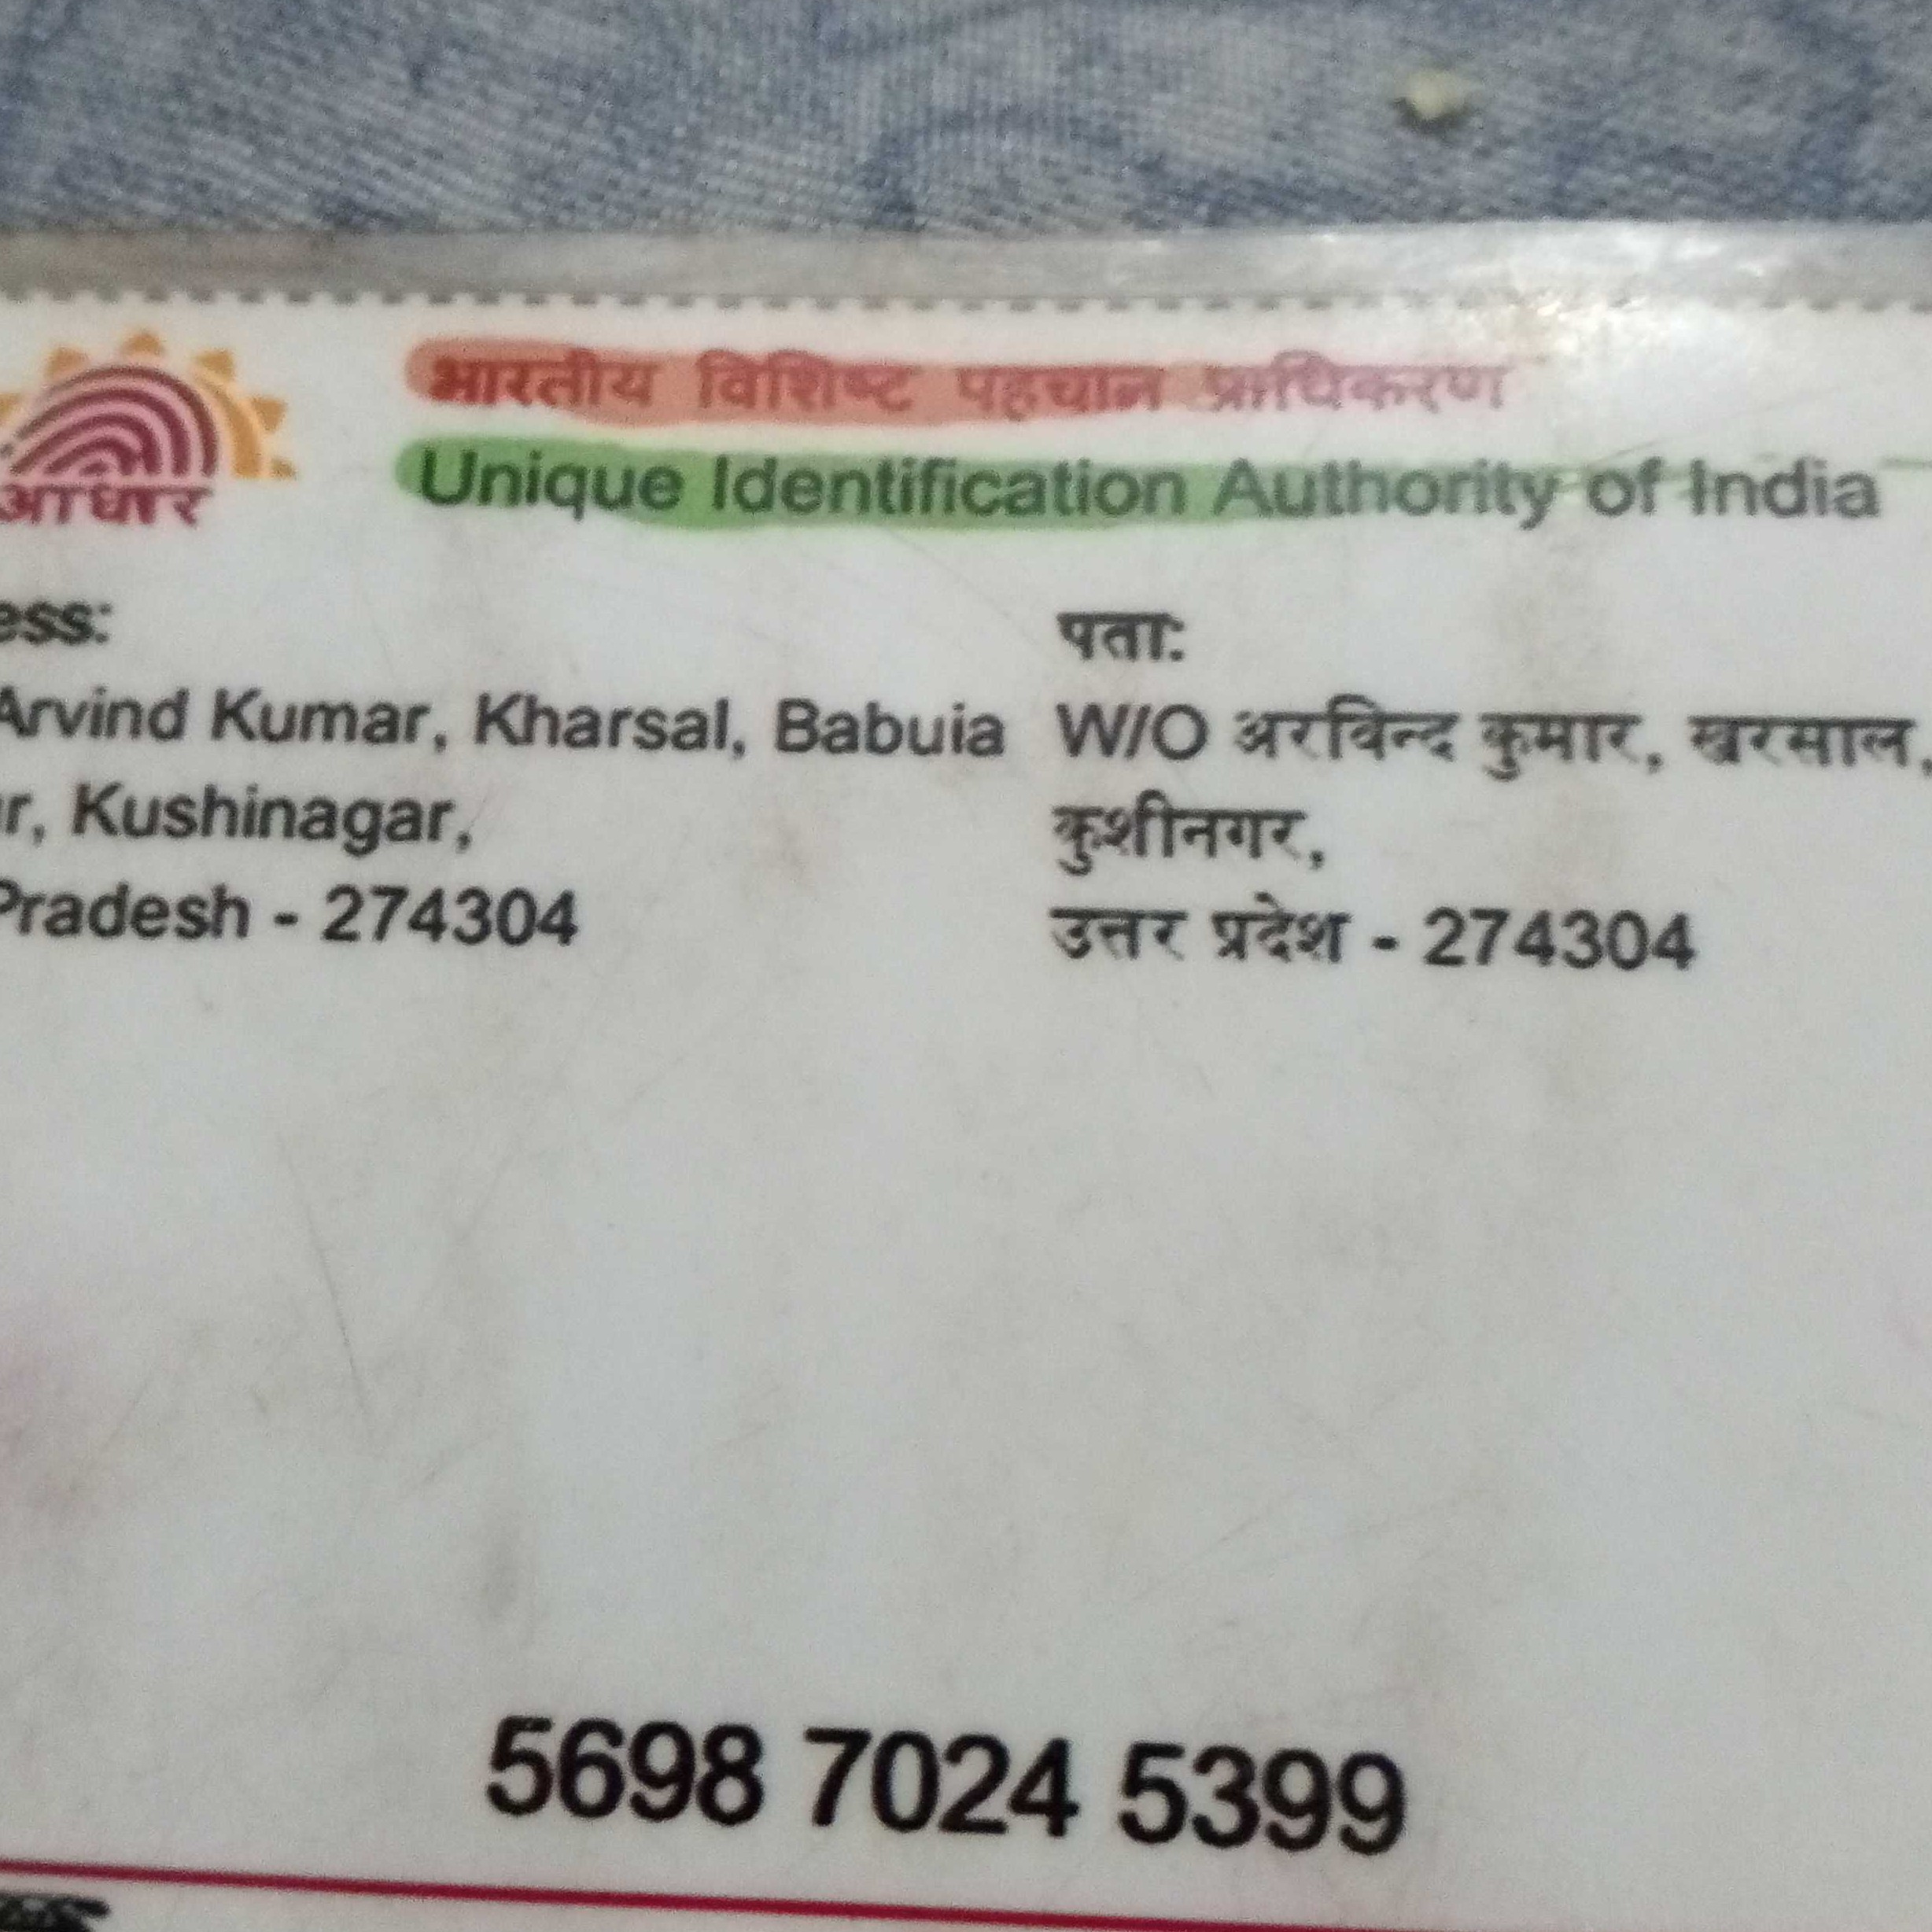 आधार
भारतीय विशिष्ट पहचान प्राधिकरण
Unique Identification Authority of India
ess:
Arvind Kumar, Kharsal, Babuia
r, Kushinagar,
Pradesh - 274304
पता:
W/O अरविन्द कुमार, खरसाल,
कुशीनगर,
उत्तर प्रदेश - 274304
5698 7024 5399